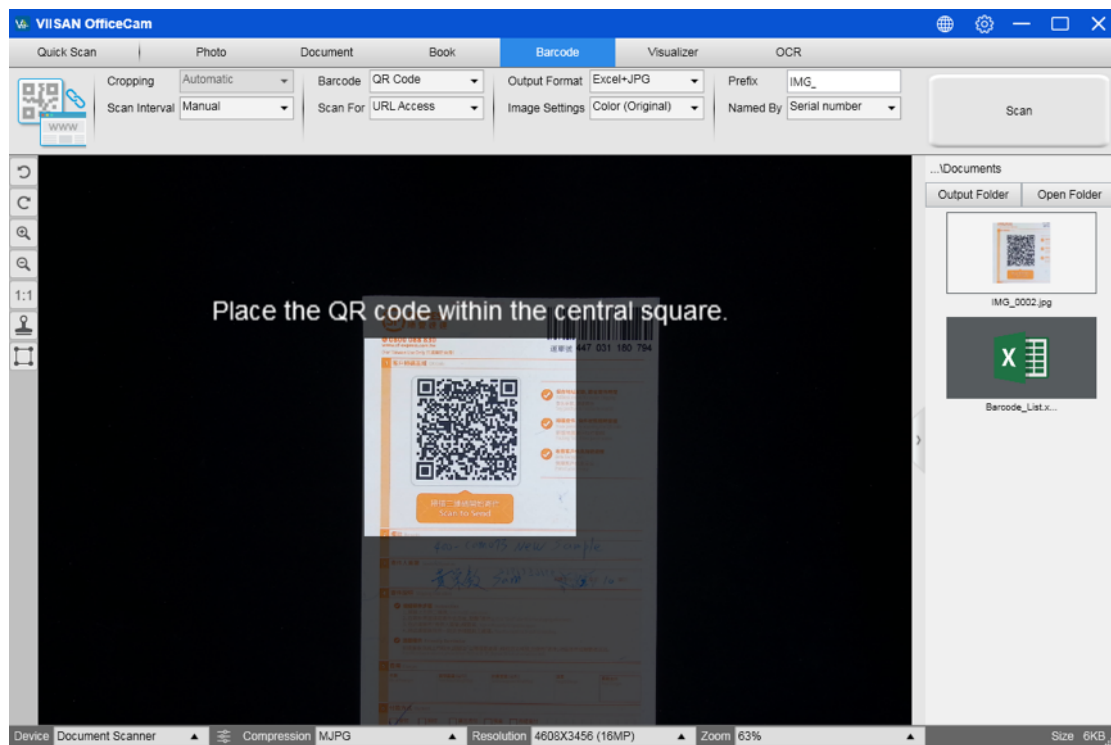 VIISAN OfficeCam
Quick Scan
Photo
Document
Book
Barcode
Visualizer
OCR
Cropping Automatic
Scan Interval Manual
Barcode QR Code
Scan For URL Access
Output Format Excel+JPG
Image Settings Color (Original)
Prefix IMG_
Named By Serial number
Scan
WWW
...\Documents
Output Folder
Open Folder
1:1
Place the QR code within the central square.
447 031 180 794
Scan to Send
New Sample
IMG_0002.jpg
X
Barcode_List.x...
Device Document Scanner
Compression MJPG
Resolution 4608X3456 (16MP)
Zoom 63%
Size 6KB